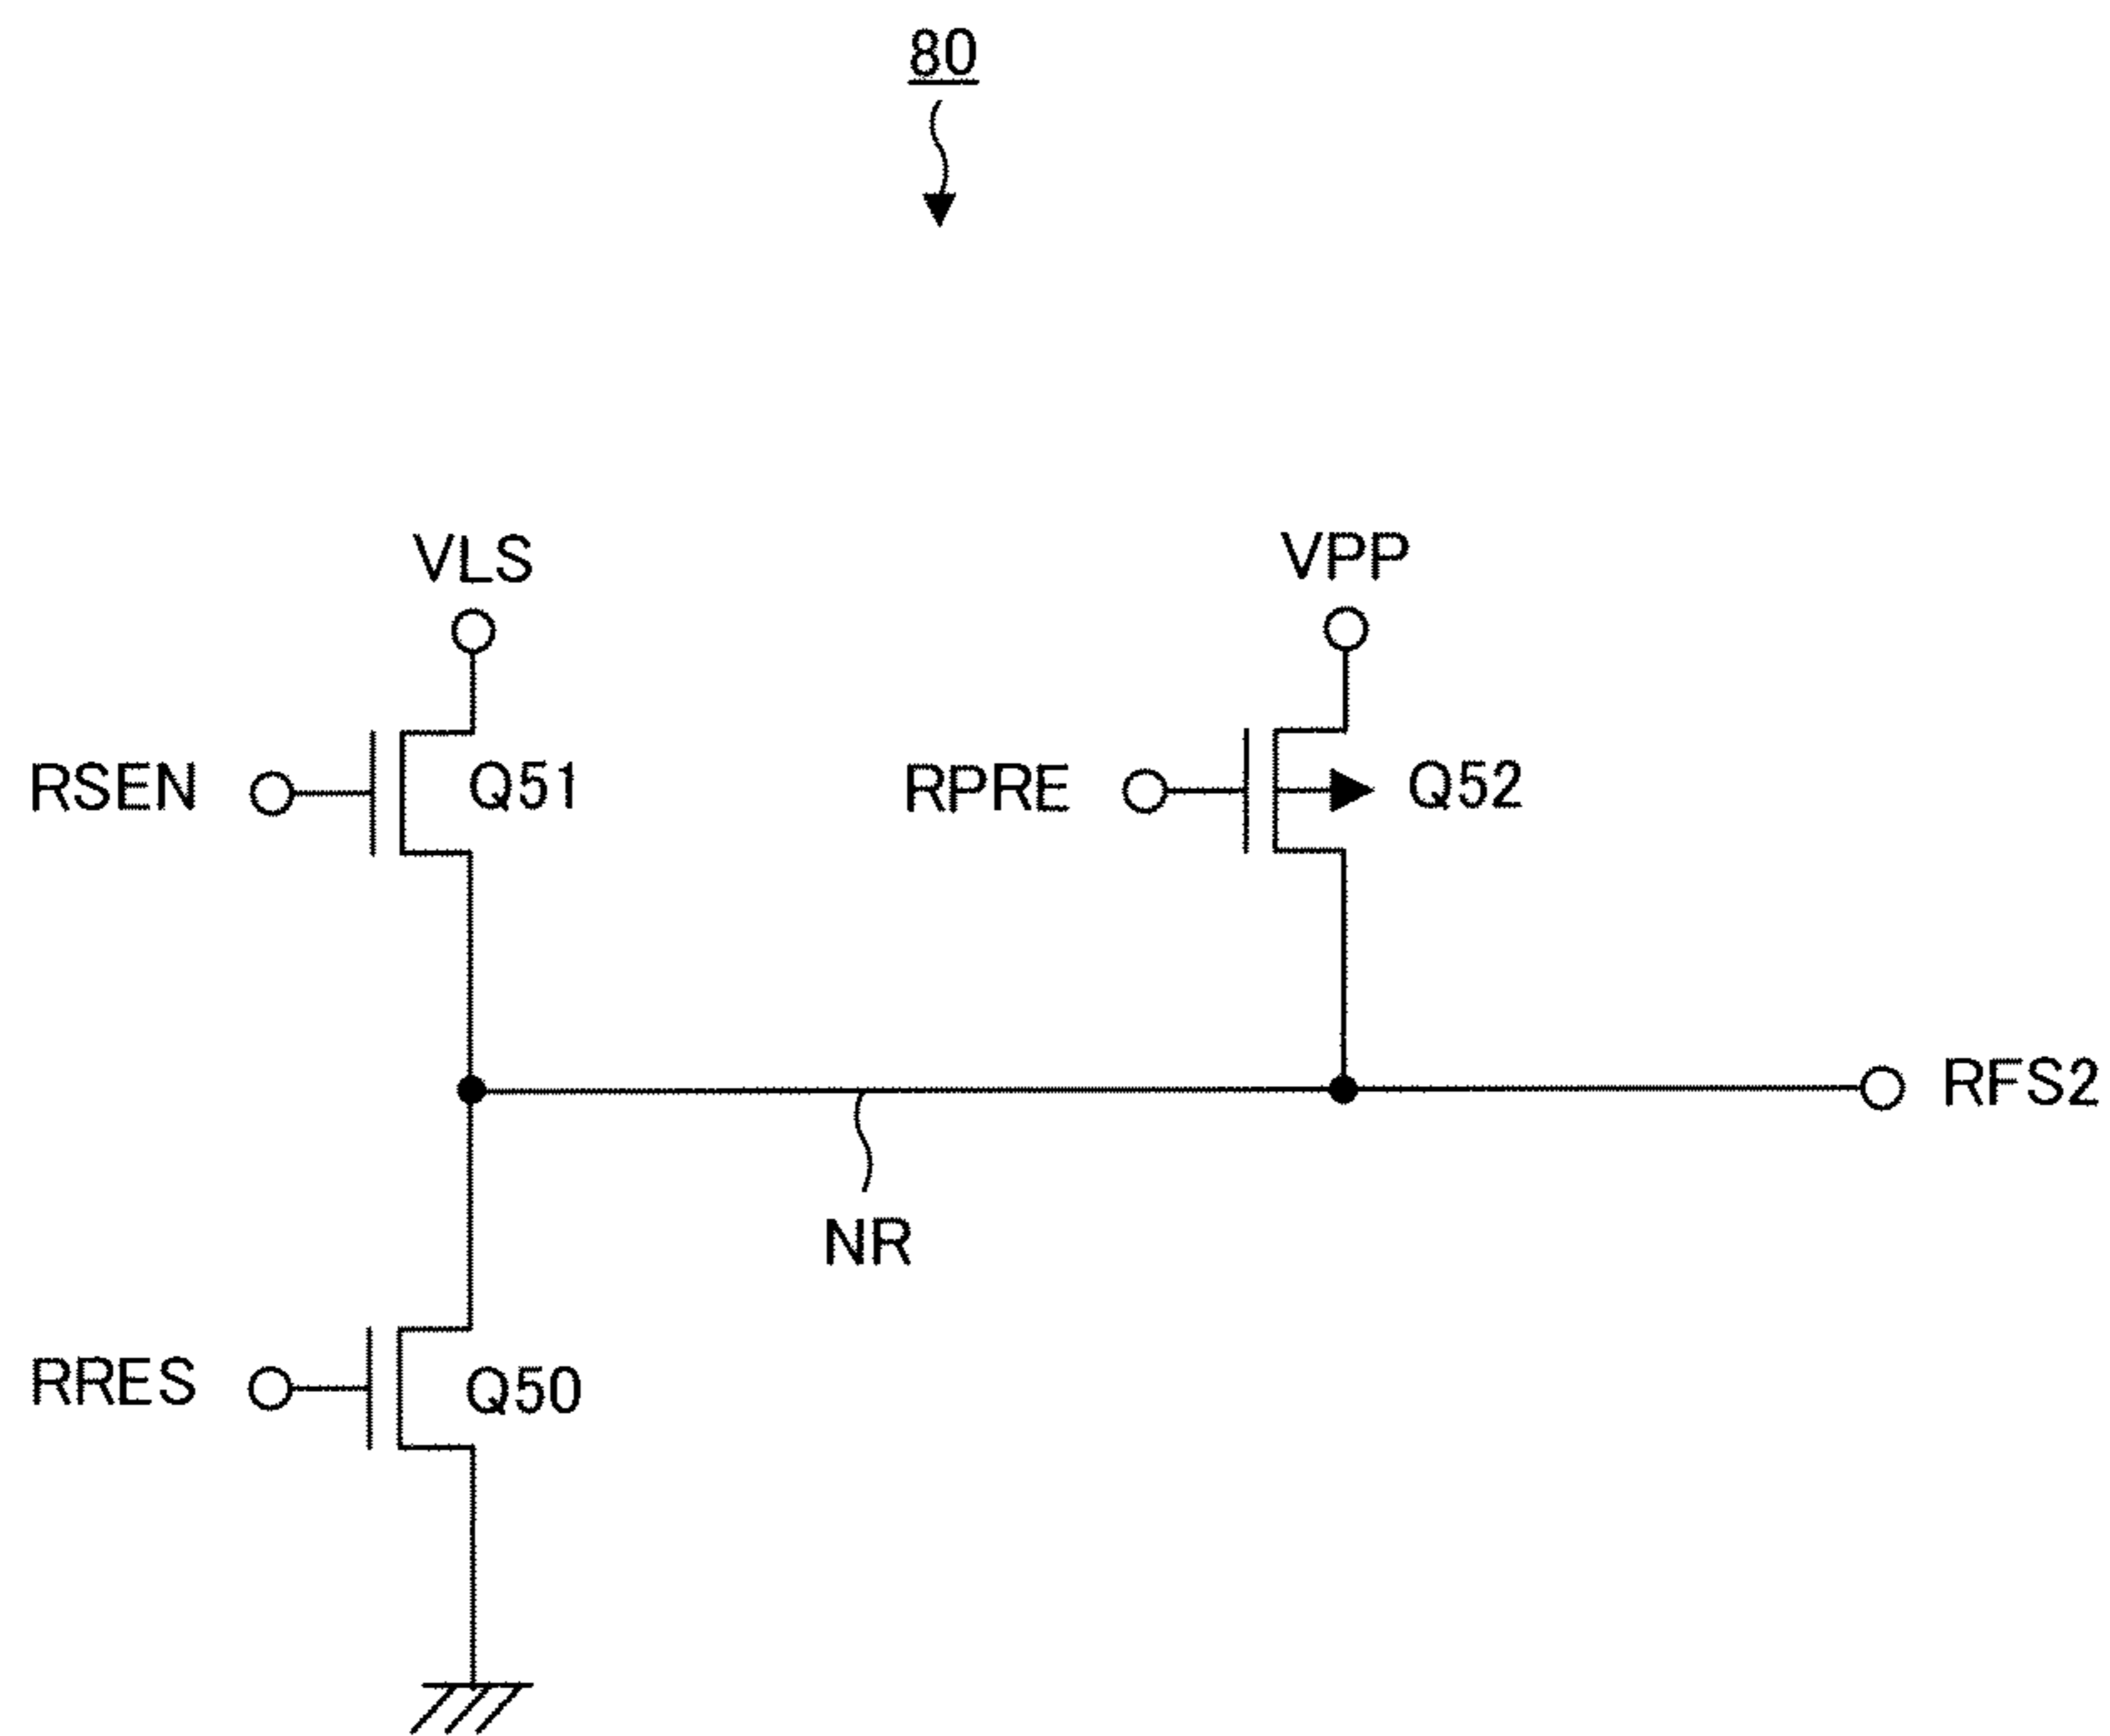 80
VLS
VPP
RSEN
Q51
RPRE
Q52
RFS2
NR
RRES
Q50